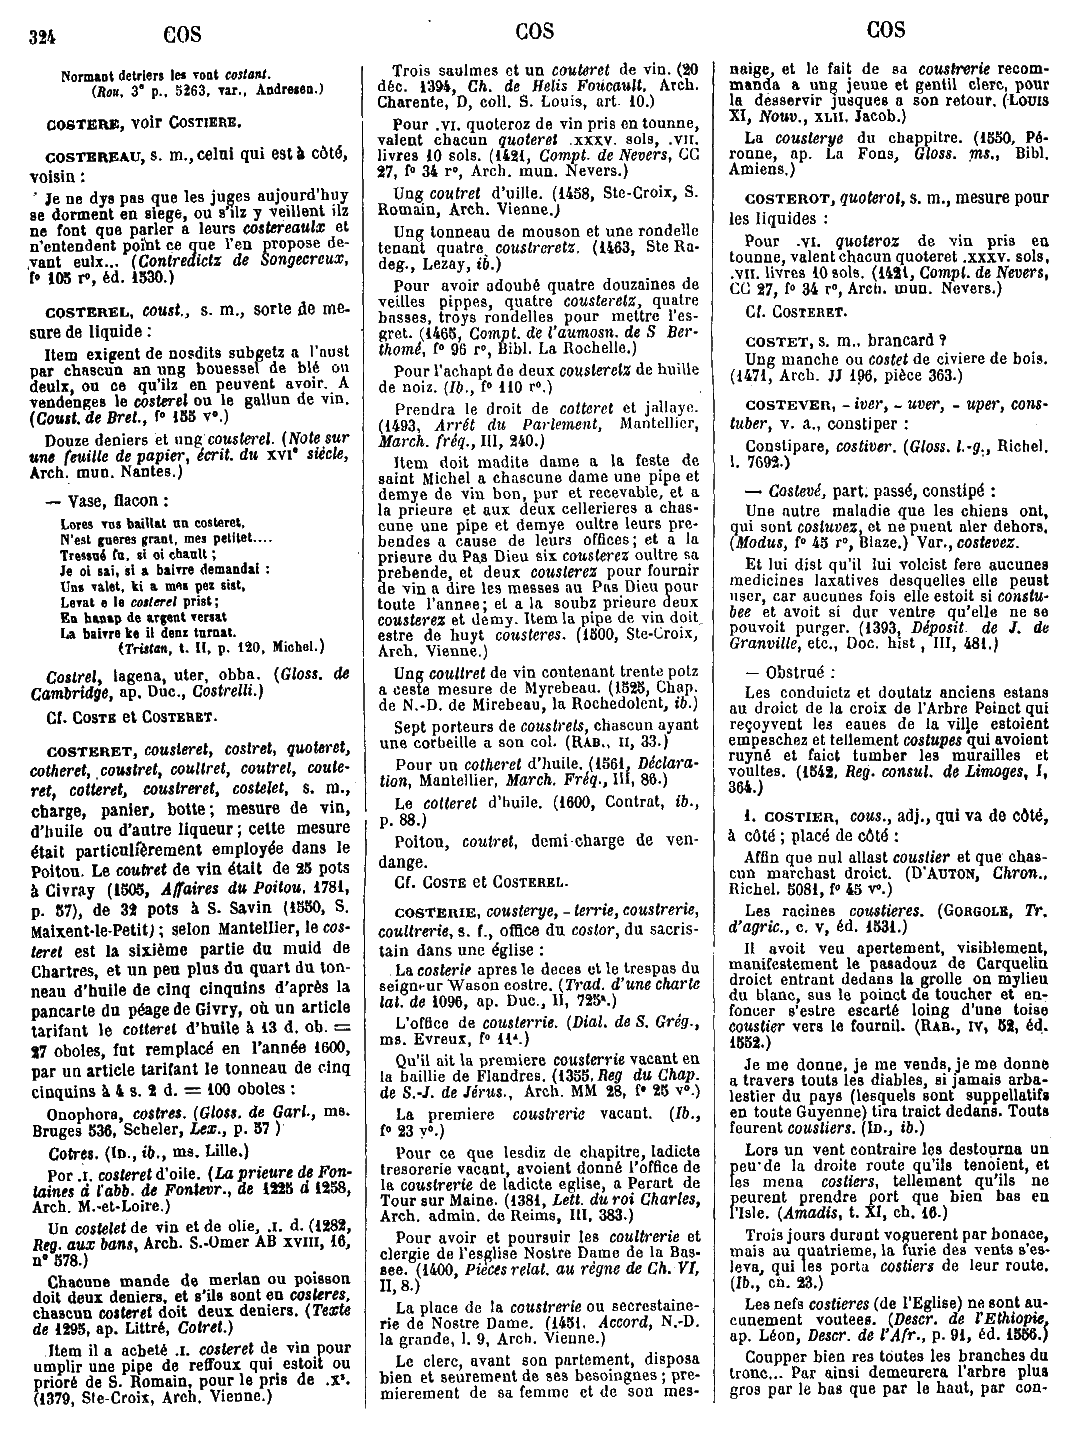 324 COS COS COS
Normant detriers les vont costant.
(Rou, 3ᵉ p., 5263, var., Andresen.)
COSTERE, voir COSTIERE.
COSTEREAU, s. m., celui qui est à côté,
voisin :
Je ne dys pas que les juges aujourd'huy
se dorment en siege, ou s'ilz y veillent ilz
ne font que parler a leurs costereaulx et
n'entendent point ce que l'en propose de-
vant eulx... (Contredictz de Songecreux,
fº 105 rº, éd. 1530.)
COSTEREL, coust., s. m., sorte de me-
sure de liquide :
Item exigent de nosdits subgetz a l'aust
par chascun an ung bouessel de blé ou
deulx, ou ce qu'ilz en peuvent avoir. A
vendenges le costerel ou le gallun de vin.
(Coust. de Bret., fº 155 vº.)
Douze deniers et ung cousterel. (Note sur
une feuille de papier, écrit. du XVIᵉ siècle,
Arch. mun. Nantes.)
— Vase, flacon :
Lores vus baillat un costeret,
N'est gueres grant, mes petitet....
Tressué fu, si oi chault ;
Je oi sai, si a baivre demandai :
Uns valet, ki a mes pez sist,
Levat e le costerel prist ;
En hanap de argent versat
La baivre ke il denz turnat.
(Tristan, t. II, p. 120, Michel.)
Costrel, lagena, uter, obba. (Gloss. de
Cambridge, ap. Duc., Costrelli.)
Cf. COSTE et COSTERET.
COSTERET, cousteret, costret, quoteret,
cotheret, coustret, coultret, coutrel, coute-
ret, cotteret, coustreret, costelet, s. m.,
charge, panier, botte ; mesure de vin,
d'huile ou d'autre liqueur ; cette mesure
était particulièrement employée dans le
Poitou. Le coutret de vin était de 25 pots
à Civray (1505, Affaires du Poitou, 1781,
p. 57), de 32 pots à S. Savin (1550, S.
Maixent-le-Petit) ; selon Mantellier, le cos-
teret est la sixième partie du muid de
Chartres, et un peu plus du quart du ton-
neau d'huile de cinq cinquins d'après la
pancarte du péage de Givry, où un article
tarifant le cotteret d'huile à 13 d. ob. =
27 oboles, fut remplacé en l'année 1600,
par un article tarifant le tonneau de cinq
cinquins à 4 s. 2 d. = 100 oboles :
Onophora, costres. (Gloss. de Garl., ms.
Bruges 536, Scheler, Lex., p. 57 )
Cotres. (ID., ib., ms. Lille.)
Por .I. costeret d'oile. (La prieure de Fon-
taines à l'abb. de Fontevr., de 1225 à 1258,
Arch. M.-et-Loire.)
Un costelet de vin et de olie, .I. d. (1282,
Reg. aux bans, Arch. S.-Omer AB XVIII, 16,
nº 578.)
Chacune mande de merlan ou poisson
doit deux deniers, et s'ils sont en costeres,
chascun costeret doit deux deniers. (Texte
de 1295, ap. Littré, Cotret.)
Item il a acheté .I. costeret de vin pour
umplir une pipe de reffoux qui estoit ou
prioré de S. Romain, pour le pris de .xˢ.
(1379, Ste-Croix, Arch. Vienne.)
Trois saulmes et un couteret de vin. (20
déc. 1394, Ch. de Helis Foucault, Arch.
Charente, D, coll. S. Louis, art. 10.)
Pour .VI. quoteroz de vin pris en tounne,
valent chacun quoteret .XXXV. sols, .VII.
livres 10 sols. (1421, Compt. de Nevers, CC
27, fº 34 rº, Arch. mun. Nevers.)
Ung coutret d'uille. (1458, Ste-Croix, S.
Romain, Arch. Vienne.)
Ung tonneau de mouson et une rondelle
tenant quatre coustreretz. (1463, Ste Ra-
deg., Lezay, ib.)
Pour avoir adoubé quatre douzaines de
veilles pippes, quatre cousteretz, quatre
basses, troys rondelles pour mettre l'es-
gret. (1465, Compt. de l'aumosn. de S Ber-
thomé, fº 96 rº, Bibl. La Rochelle.)
Pour l'achapt de deux cousteretz de huille
de noiz. (Ib., fº 110 rº.)
Prendra le droit de cotteret et jallaye.
(1493, Arrêt du Parlement, Mantellier,
March. fréq., III, 240.)
Item doit madite dame a la feste de
saint Michel a chascune dame une pipe et
demye de vin bon, pur et recevable, et a
la prieure et aux deux cellerieres a chas-
cune une pipe et demye oultre leurs pre-
bendes a cause de leurs offices ; et a la
prieure du Pas Dieu six cousterez oultre sa
prebende, et deux cousterez pour fournir
de vin a dire les messes au Pas Dieu pour
toute l'annee ; et a la soubz prieure deux
cousterez et demy. Item la pipe de vin doit
estre de huyt cousteres. (1500, Ste-Croix,
Arch. Vienne.)
Ung coultret de vin contenant trente potz
a ceste mesure de Myrebeau. (1525, Chap.
de N.-D. de Mirebeau, la Rochedolent, ib.)
Sept porteurs de coustrets, chascun ayant
une corbeille a son col. (RAB., II, 33.)
Pour un cotheret d'huile. (1561, Déclara-
tion, Mantellier, March. Fréq., III, 86.)
Le cotteret d'huile. (1600, Contrat, ib.,
p. 88.)
Poitou, coutret, demi-charge de ven-
dange.
Cf. COSTE et COSTEREL.
COSTERIE, cousterye, - terrie, coustrerie,
coultrerie, s. f., office du costor, du sacris-
tain dans une église :
La costerie apres le deces et le trespas du
seigneur Wason costre. (Trad. d'une charte
lat. de 1096, ap. Duc., II, 725ᵃ.)
L'office de cousterrie. (Dial. de S. Grég.,
ms. Evreux, fº 11ᵃ.)
Qu'il ait la premiere cousterrie vacant en
la baillie de Flandres. (1355, Reg du Chap.
de S.-J. de Jérus., Arch. MM 28, fº 25 vº.)
La premiere coustrerie vacant. (Ib.,
fº 23 vº.)
Pour ce que lesdiz de chapitre, ladicte
tresorerie vacant, avoient donné l'office de
la coustrerie de ladicte eglise, a Perart de
Tour sur Maine. (1381, Lett. du roi Charles,
Arch. admin. de Reims, III, 383.)
Pour avoir et poursuir les coultrerie et
clergie de l'esglise Nostre Dame de la Bas-
see. (1400, Pièces relat. au règne de Ch. VI,
II, 8.)
La place de la coustrerie ou secrestaine-
rie de Nostre Dame. (1451, Accord, N.-D.
la grande, l. 9, Arch. Vienne.)
Le clerc, avant son partement, disposa
bien et seurement de ses besoingnes ; pre-
mierement de sa femme et de son mes-
naige, et le fait de sa coustrerie recom-
manda a ung jeune et gentil clerc, pour
la desservir jusques a son retour. (LOUIS
XI, Nouv., XLII. Jacob.)
La cousterye du chappitre. (1550, Pé-
ronne, ap. La Fons, Gloss. ms., Bibl.
Amiens.)
COSTEROT, quoterot, s. m., mesure pour
les liquides :
Pour .VI. quoteroz de vin pris en
tounne, valent chacun quoteret .XXXV. sols,
.VII. livres 10 sols. (1421, Compt. de Nevers,
CC 27, fº 34 rº, Arch. mun. Nevers.)
Cf. COSTERET.
COSTET, s. m., brancard ?
Ung manche ou costet de civiere de bois.
(1471, Arch. JJ 196, pièce 363.)
COSTEVER, - iver, - uver, - uper, cons-
tuber, v. a., constiper :
Constipare, costiver. (Gloss. l.-g., Richel.
l. 7692.)
— Costevé, part. passé, constipé :
Une autre maladie que les chiens ont,
qui sont costuvez, et ne puent aler dehors.
(Modus, fº 45 rº, Blaze.) Var., costevez.
Et lui dist qu'il lui volcist fere aucunes
medicines laxatives desquelles elle peust
user, car aucunes fois elle estoit si constu-
bee et avoit si dur ventre qu'elle ne se
pouvoit purger. (1393, Déposit. de J. de
Granville, etc., Doc. hist , III, 481.)
— Obstrué :
Les conduictz et doutatz anciens estans
au droict de la croix de l'Arbre Peinct qui
reçoyvent les eaues de la ville estoient
empeschez et tellement costupes qui avoient
ruyné et faict tumber les murailles et
voultes. (1542, Reg. consul. de Limoges, I,
364.)
1. COSTIER, cous., adj., qui va de côté,
à côté ; placé de côté :
Affin que nul allast coustier et que chas-
cun marchast droict. (D'AUTON, Chron.,
Richel. 5081, fº 45 vº.)
Les racines coustieres. (GORGOLE, Tr.
d'agric., c. V, éd. 1531.)
Il avoit veu apertement, visiblement,
manifestement le pasadouz de Carquelin
droict entrant dedans la grolle on mylieu
du blanc, sus le poinct de toucher et en-
foncer s'estre escarté loing d'une toise
coustier vers le fournil. (RAB., IV, 52, éd.
1552.)
Je me donne, je me vends, je me donne
a travers touts les diables, si jamais arba-
lestier du pays (lesquels sont suppellatifs
en toute Guyenne) tira traict dedans. Touts
feurent coustiers. (ID., ib.)
Lors un vent contraire les destourna un
peu de la droite route qu'ils tenoient, et
les mena costiers, tellement qu'ils ne
peurent prendre port que bien bas en
l'Isle. (Amadis, t. XI, ch. 16.)
Trois jours durant voguerent par bonace,
mais au quatrieme, la furie des vents s'es-
leva, qui les porta costiers de leur route.
(Ib., ch. 23.)
Les nefs costieres (de l'Eglise) ne sont au-
cunement voutees. (Descr. de l'Ethiopie,
ap. Léon, Descr. de l'Afr., p. 91, éd. 1556.)
Coupper bien res toutes les branches du
tronc... Par ainsi demeurera l'arbre plus
gros par le bas que par le haut, par con-